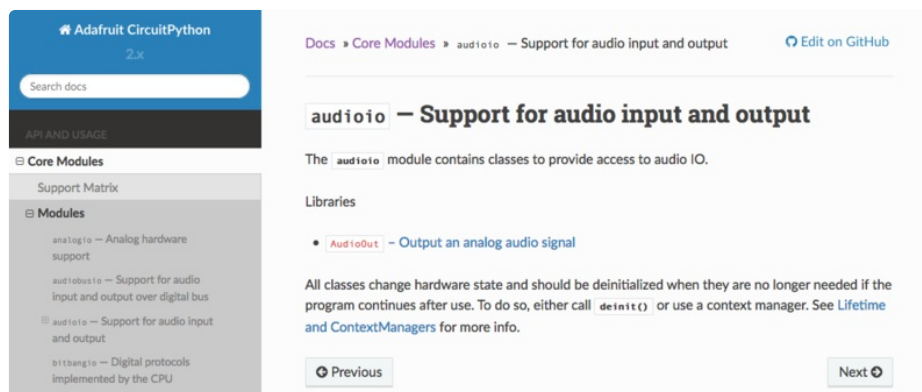 Adafruit CircuitPython
2.x
Search docs
API AND USAGE
Core Modules
Support Matrix
Modules
analogio — Analog hardware
support
audiobusio — Support for audio
input and output over digital bus
audioio — Support for audio input
and output
bitbangio — Digital protocols
implemented by the CPU
Docs » Core Modules » audioio — Support for audio input and output
Edit on GitHub
audioio — Support for audio input and output
The audioio module contains classes to provide access to audio IO.
Libraries
• AudioOut – Output an analog audio signal
All classes change hardware state and should be deinitialized when they are no longer needed if the
program continues after use. To do so, either call deinit() or use a context manager. See Lifetime
and ContextManagers for more info.
Previous
Next